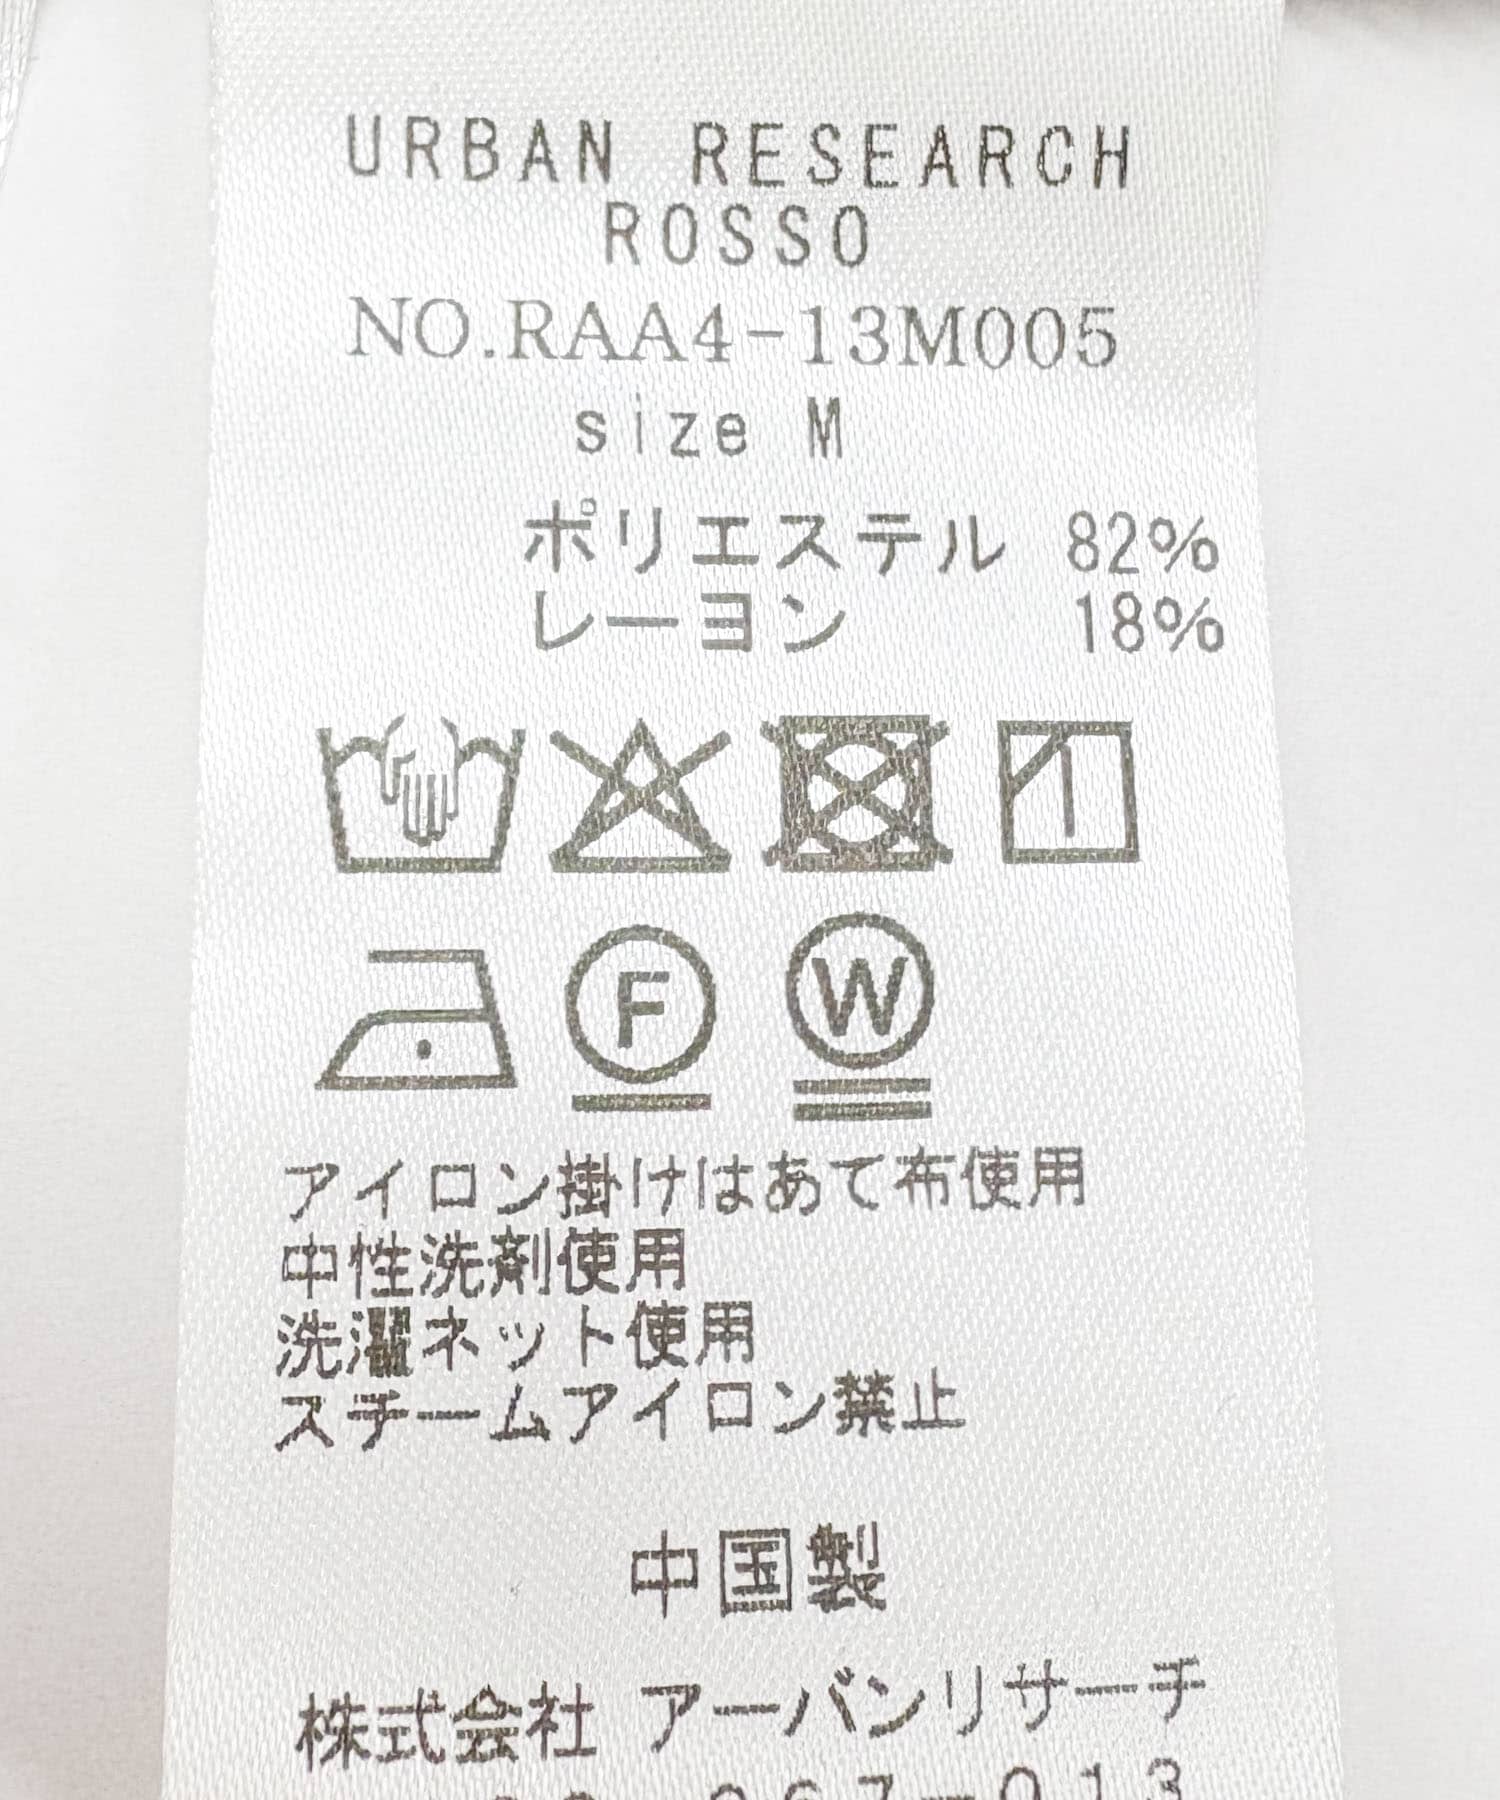 URBAN RESEARCH
ROSSO
NO.RAA4-13M005
size M
ポリエステル 82%
レーヨン 18%
F W
アイロン掛けはあて布使用
中性洗剤使用
洗濯ネット使用
スチームアイロン禁止
中国製
株式会社 アーバンリサーチ